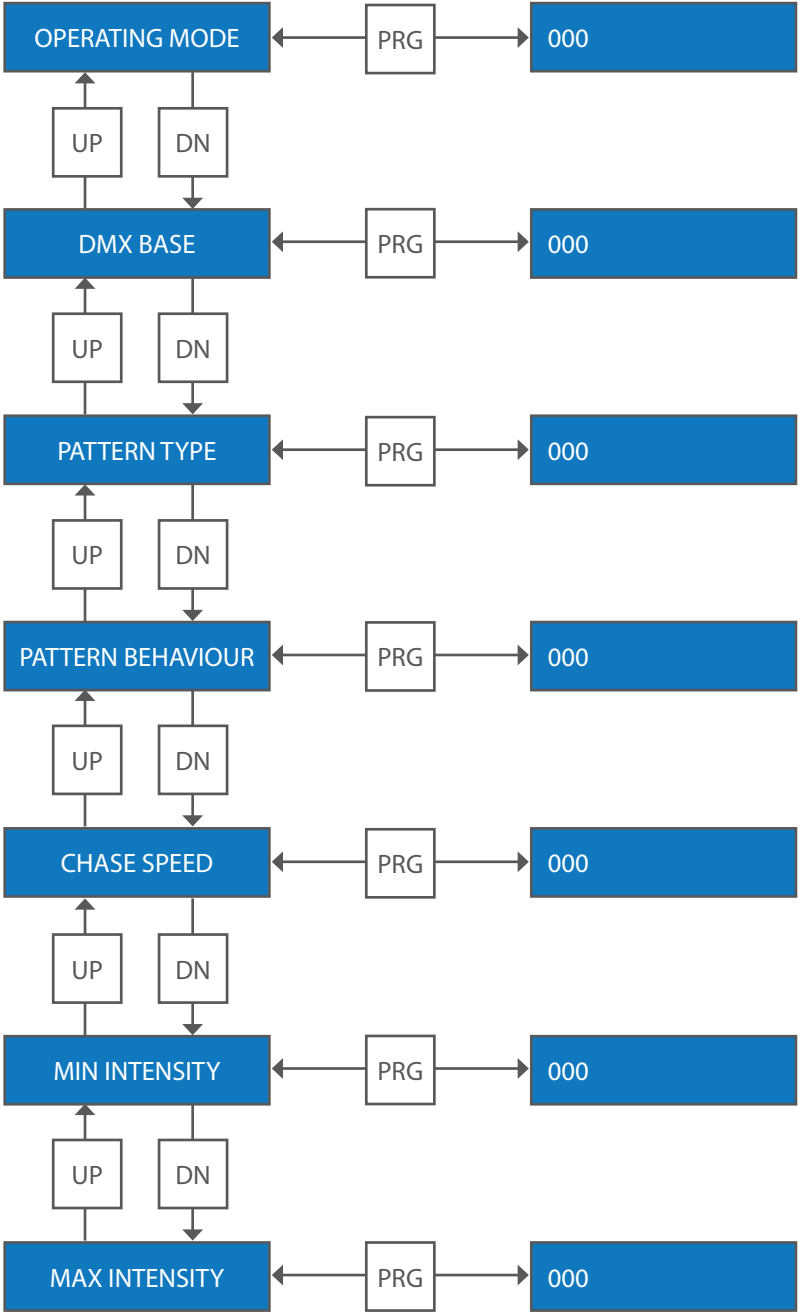 OPERATING MODE PRG 000
UP DN
DMX BASE PRG 000
UP DN
PATTERN TYPE PRG 000
UP DN
PATTERN BEHAVIOUR PRG 000
UP DN
CHASE SPEED PRG 000
UP DN
MIN INTENSITY PRG 000
UP DN
MAX INTENSITY PRG 000